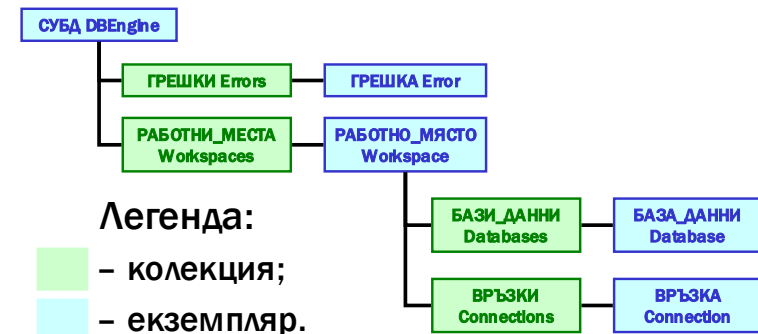 СУБД DBEngine
ГРЕШКИ Errors
ГРЕШКА Error
РАБОТНИ_МЕСТА
Workspaces
РАБОТНО_МЯСТО
Workspace
БАЗИ_ДАННИ
Databases
БАЗА_ДАННИ
Database
ВРЪЗКИ
Connections
ВРЪЗКА
Connection
Легенда:
– колекция;
– екземпляр.